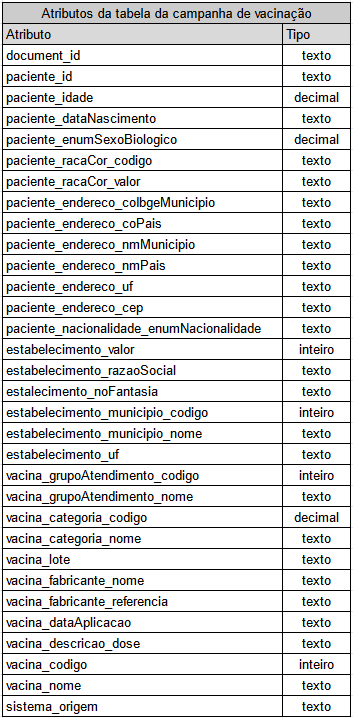 Atributos da tabela da campanha de vacinação
Atributo Tipo
document_id texto
paciente_id texto
paciente_idade decimal
paciente_dataNascimento texto
paciente_enumSexoBiologico decimal
paciente_racaCor_codigo texto
paciente_racaCor_valor texto
paciente_endereco_coIbgeMunicipio texto
paciente_endereco_coPais texto
paciente_endereco_nmMunicipio texto
paciente_endereco_nmPais texto
paciente_endereco_uf texto
paciente_endereco_cep texto
paciente_nacionalidade_enumNacionalidade texto
estabelecimento_valor inteiro
estabelecimento_razaoSocial texto
estalecimento_noFantasia texto
estabelecimento_municipio_codigo inteiro
estabelecimento_municipio_nome texto
estabelecimento_uf texto
vacina_grupoAtendimento_codigo inteiro
vacina_grupoAtendimento_nome texto
vacina_categoria_codigo decimal
vacina_categoria_nome texto
vacina_lote texto
vacina_fabricante_nome texto
vacina_fabricante_referencia texto
vacina_dataAplicacao texto
vacina_descricao_dose texto
vacina_codigo inteiro
vacina_nome texto
sistema_origem texto